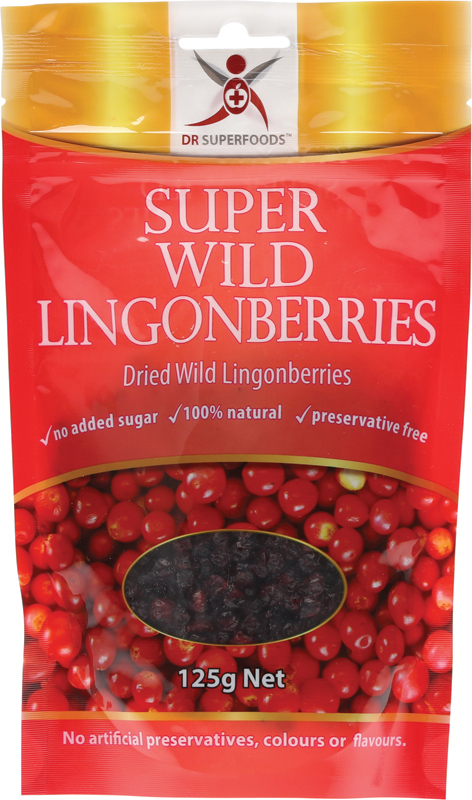 DR SUPERFOODS™
SUPER
WILD
LINGONBERRIES
Dried Wild Lingonberries
✓no added sugar ✓100% natural ✓preservative free
125g Net
No artificial preservatives, colours or flavours.